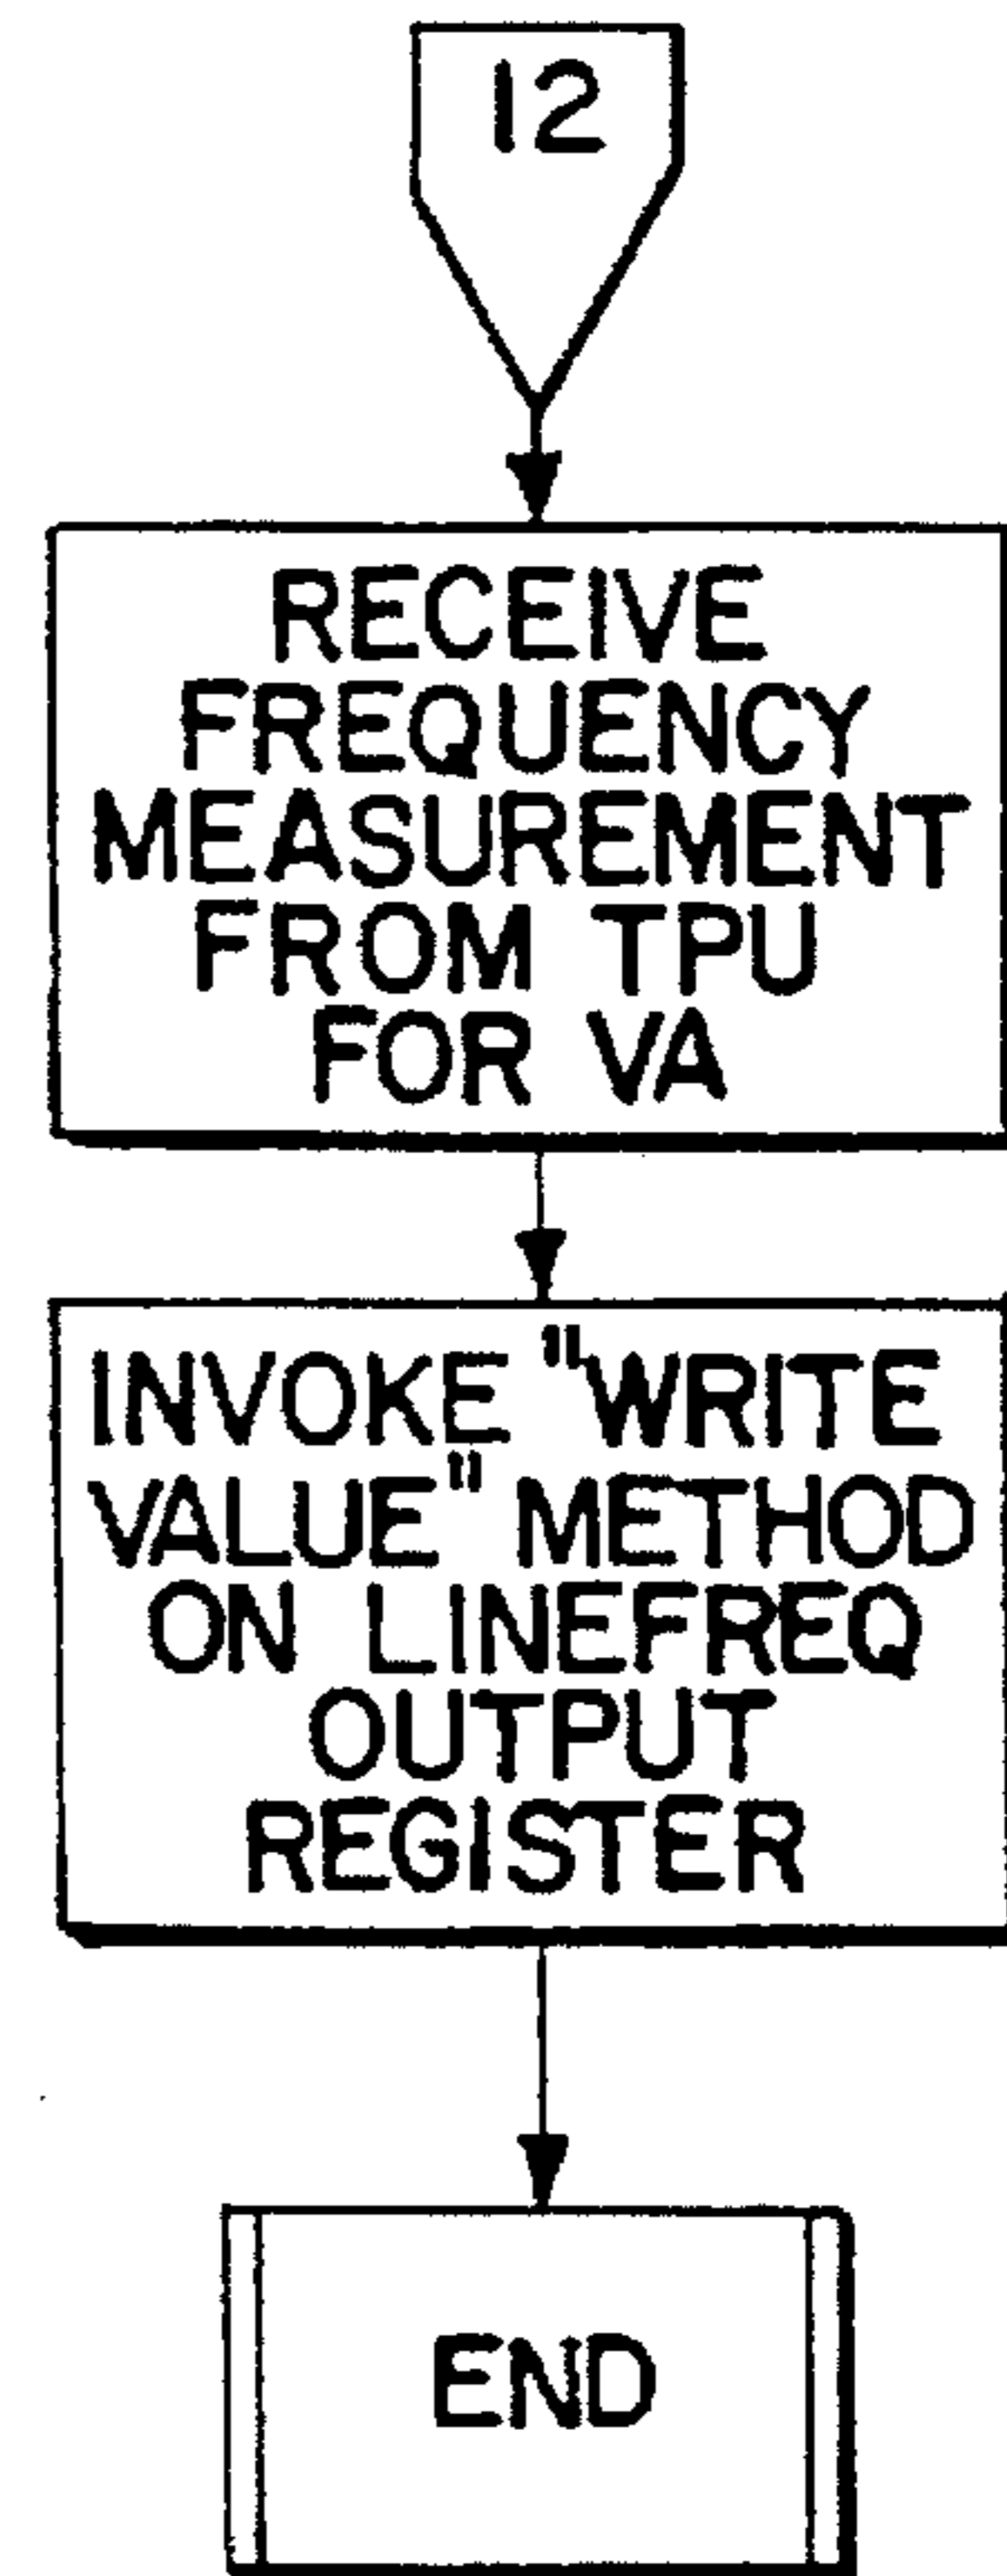 12
RECEIVE
FREQUENCY
MEASUREMENT
FROM TPU
FOR VA
INVOKE "WRITE
VALUE" METHOD
ON LINEFREQ
OUTPUT
REGISTER
END